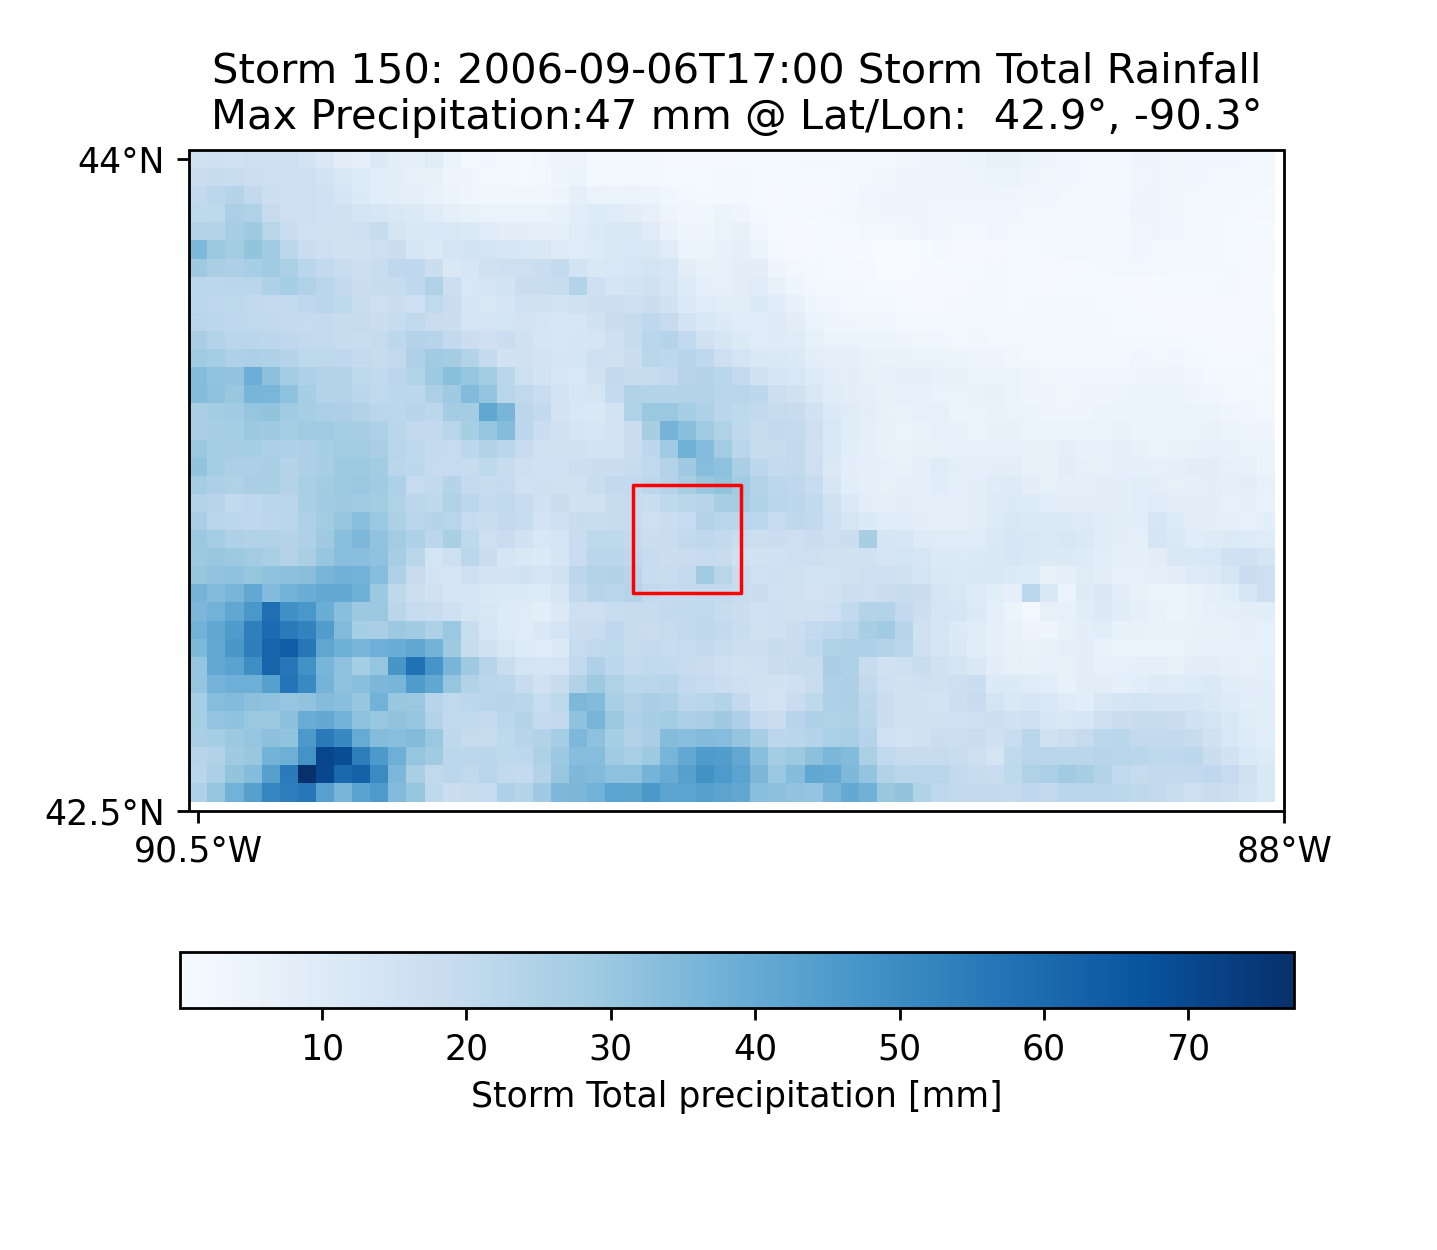 Storm 150: 2006-09-06T17:00 Storm Total Rainfall
Max Precipitation:47 mm @ Lat/Lon:  42.9°, -90.3°
44°N
42.5°N
90.5°W 88°W
10 20 30 40 50 60 70
Storm Total precipitation [mm]